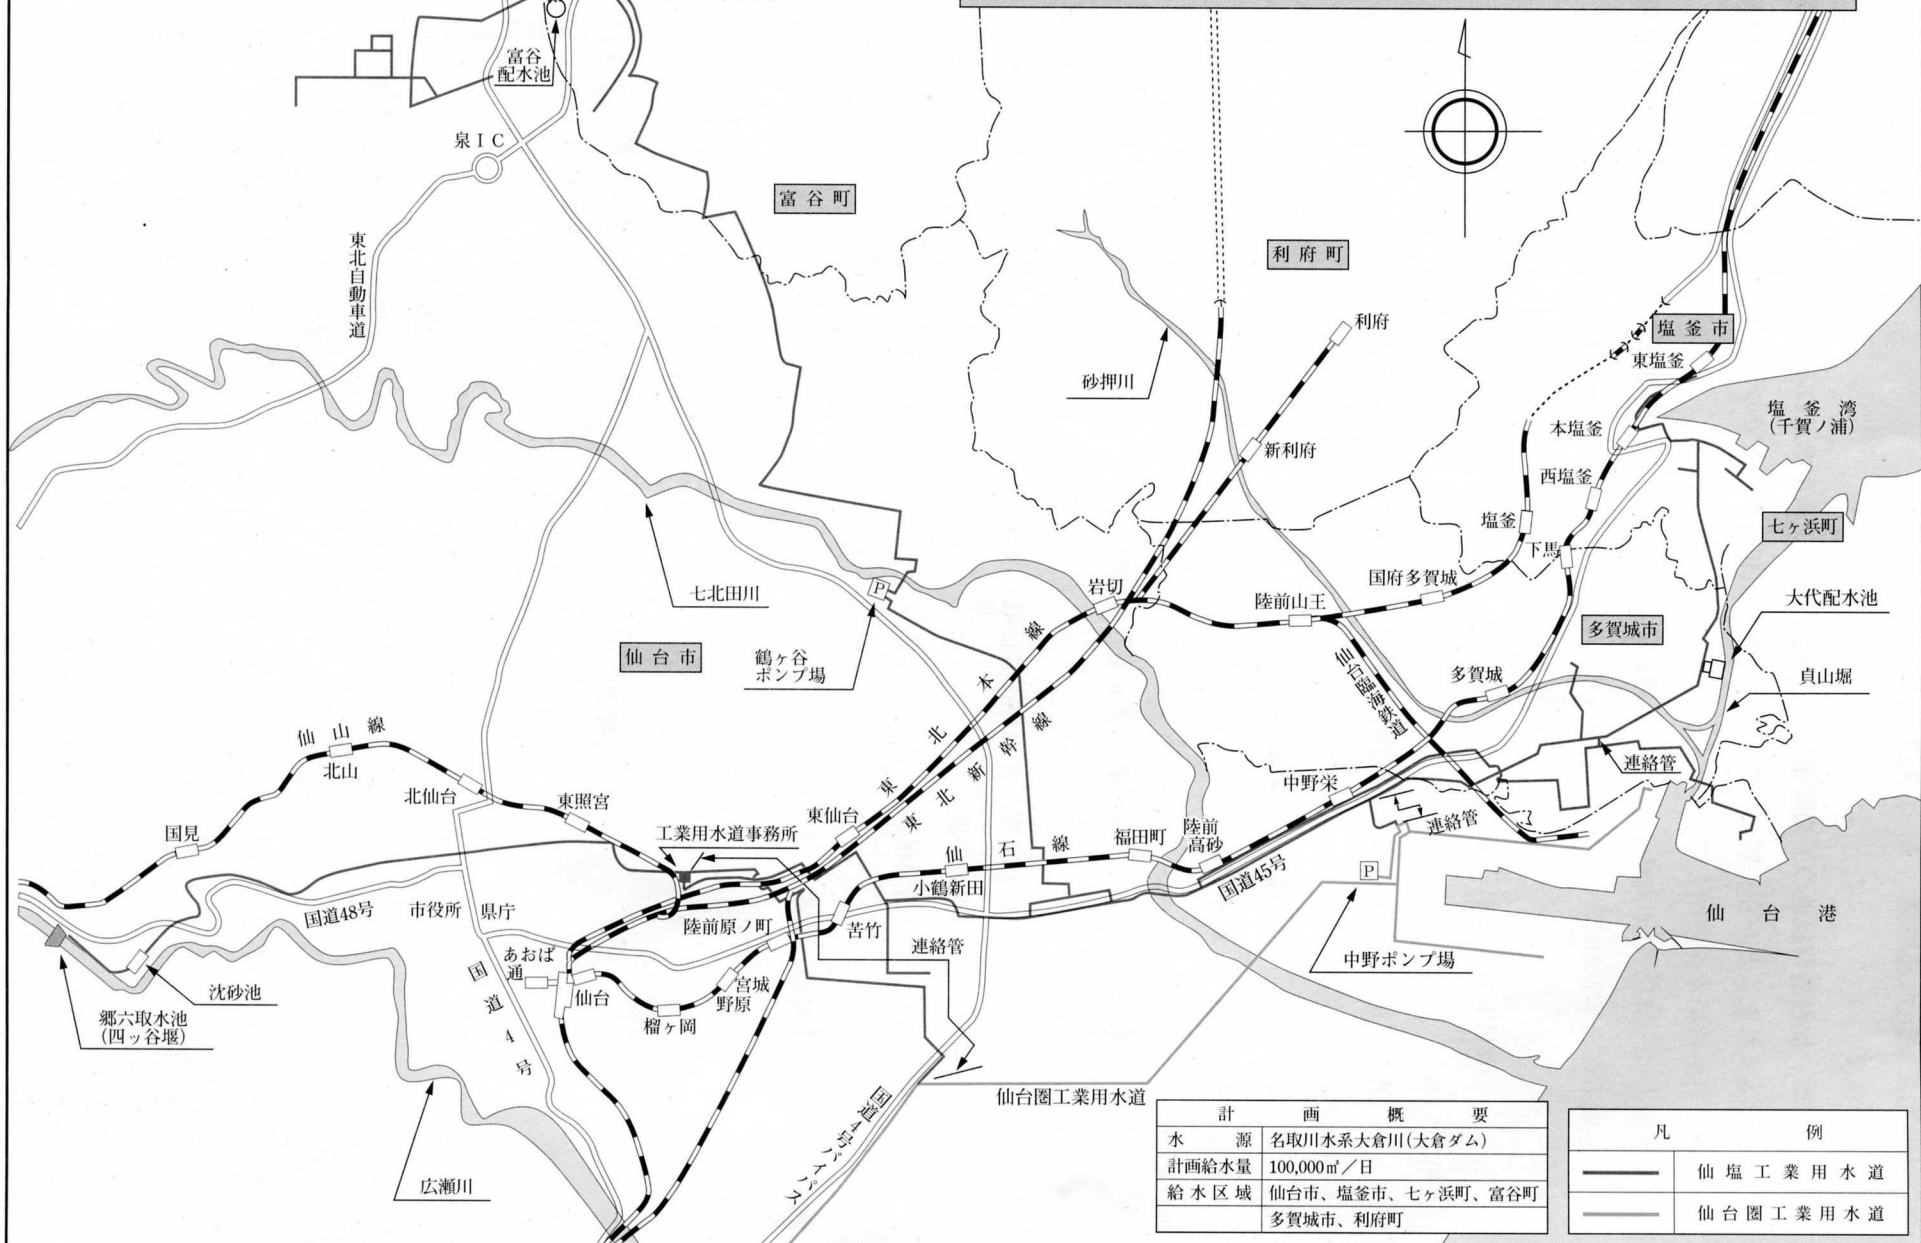 富谷
配水池
泉ＩＣ
富谷町
東北自動車道
利府町
利府
塩釜市
東塩釜
砂押川
塩釜湾
(千賀ノ浦)
本塩釜
新利府
西塩釜
塩釜
七ヶ浜町
下馬
七北田川
岩切
国府多賀城
陸前山王
大代配水池
多賀城市
仙台市
鶴ヶ谷
ポンプ場
仙台臨海鉄道
多賀城
貞山堀
東北本線
東北新幹線
仙山線
北山
北仙台
東照宮
国見
工業用水道事務所
東仙台
仙石線
福田町
陸前
高砂
中野栄
連絡管
連絡管
小鶴新田
国道45号
P
P
国道48号
市役所
県庁
陸前原ノ町
苦竹
連絡管
仙台港
中野ポンプ場
あおば
通
仙台
宮城
野原
榴ヶ岡
沈砂池
郷六取水池
(四ッ谷堰)
国道4号
国道4号バイパス
仙台圏工業用水道
広瀬川
計画概要
水源 名取川水系大倉川(大倉ダム)
計画給水量 100,000㎥／日
給水区域 仙台市、塩釜市、七ヶ浜町、富谷町
多賀城市、利府町
凡例
仙塩工業用水道
仙台圏工業用水道